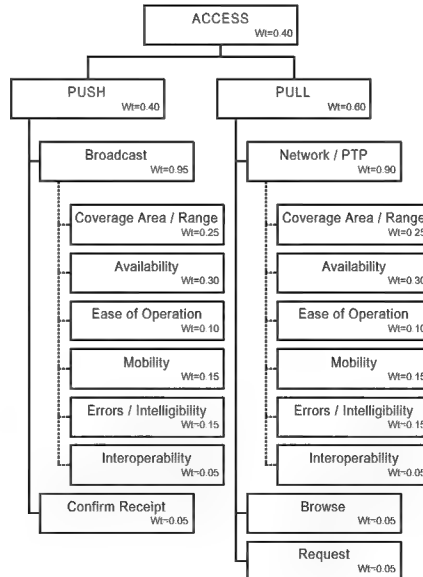 ACCESS
Wt=0.40
PUSH
Wt=0.40
PULL
Wt=0.60
Broadcast
Wt=0.95
Network / PTP
Wt=0.90
Coverage Area / Range
Wt=0.25
Coverage Area / Range
Wt=0.25
Availability
Wt=0.30
Availability
Wt=0.30
Ease of Operation
Wt=0.10
Ease of Operation
Wt=0.10
Mobility
Wt=0.15
Mobility
Wt=0.15
Errors / Intelligibility
Wt=0.15
Errors / Intelligibility
Wt=0.15
Interoperability
Wt=0.05
Interoperability
Wt=0.05
Confirm Receipt
Wt=0.05
Browse
Wt=0.05
Request
Wt=0.05